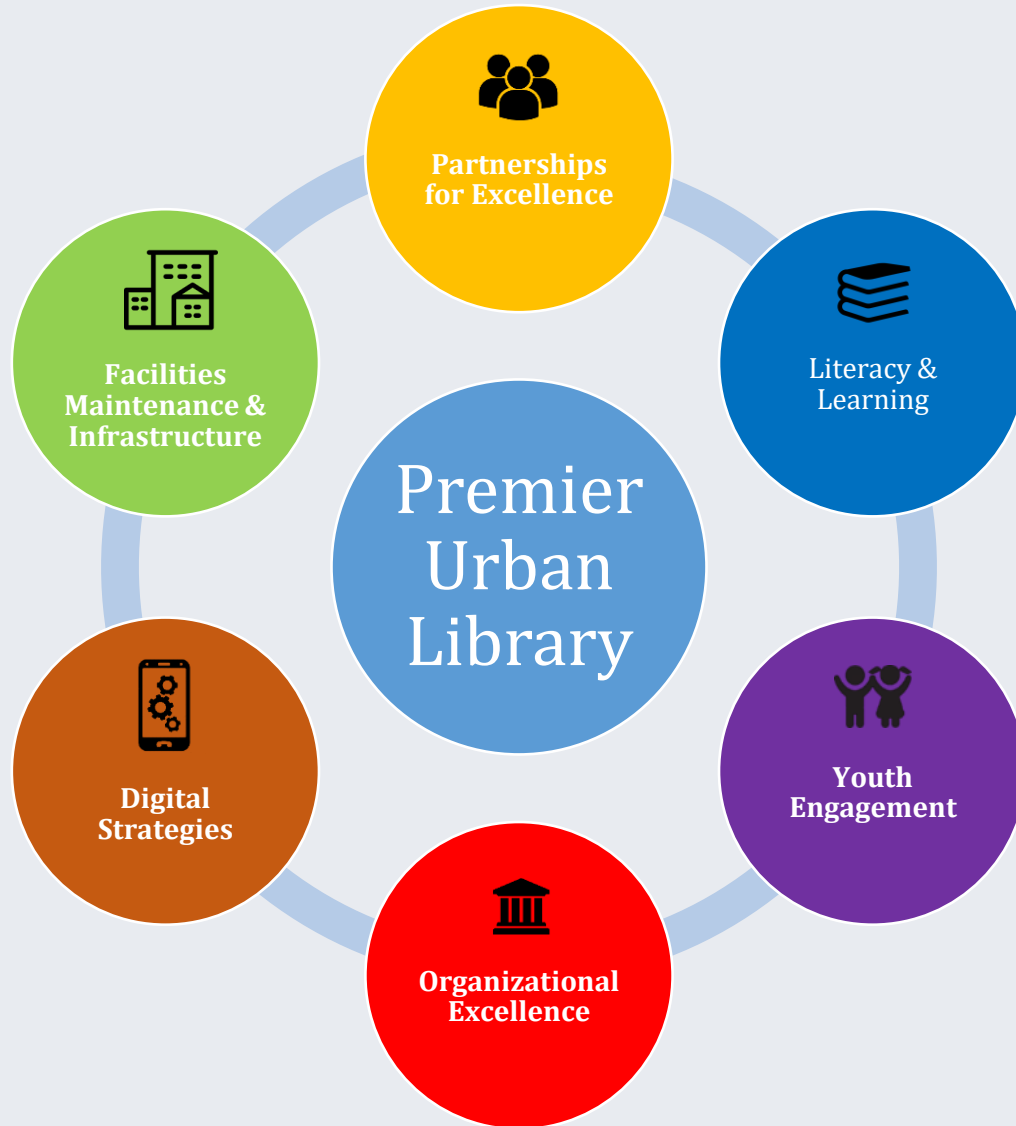 Partnerships
for Excellence
Facilities
Maintenance &
Infrastructure
Literacy &
Learning
Premier
Urban
Library
Digital
Strategies
Youth
Engagement
Organizational
Excellence